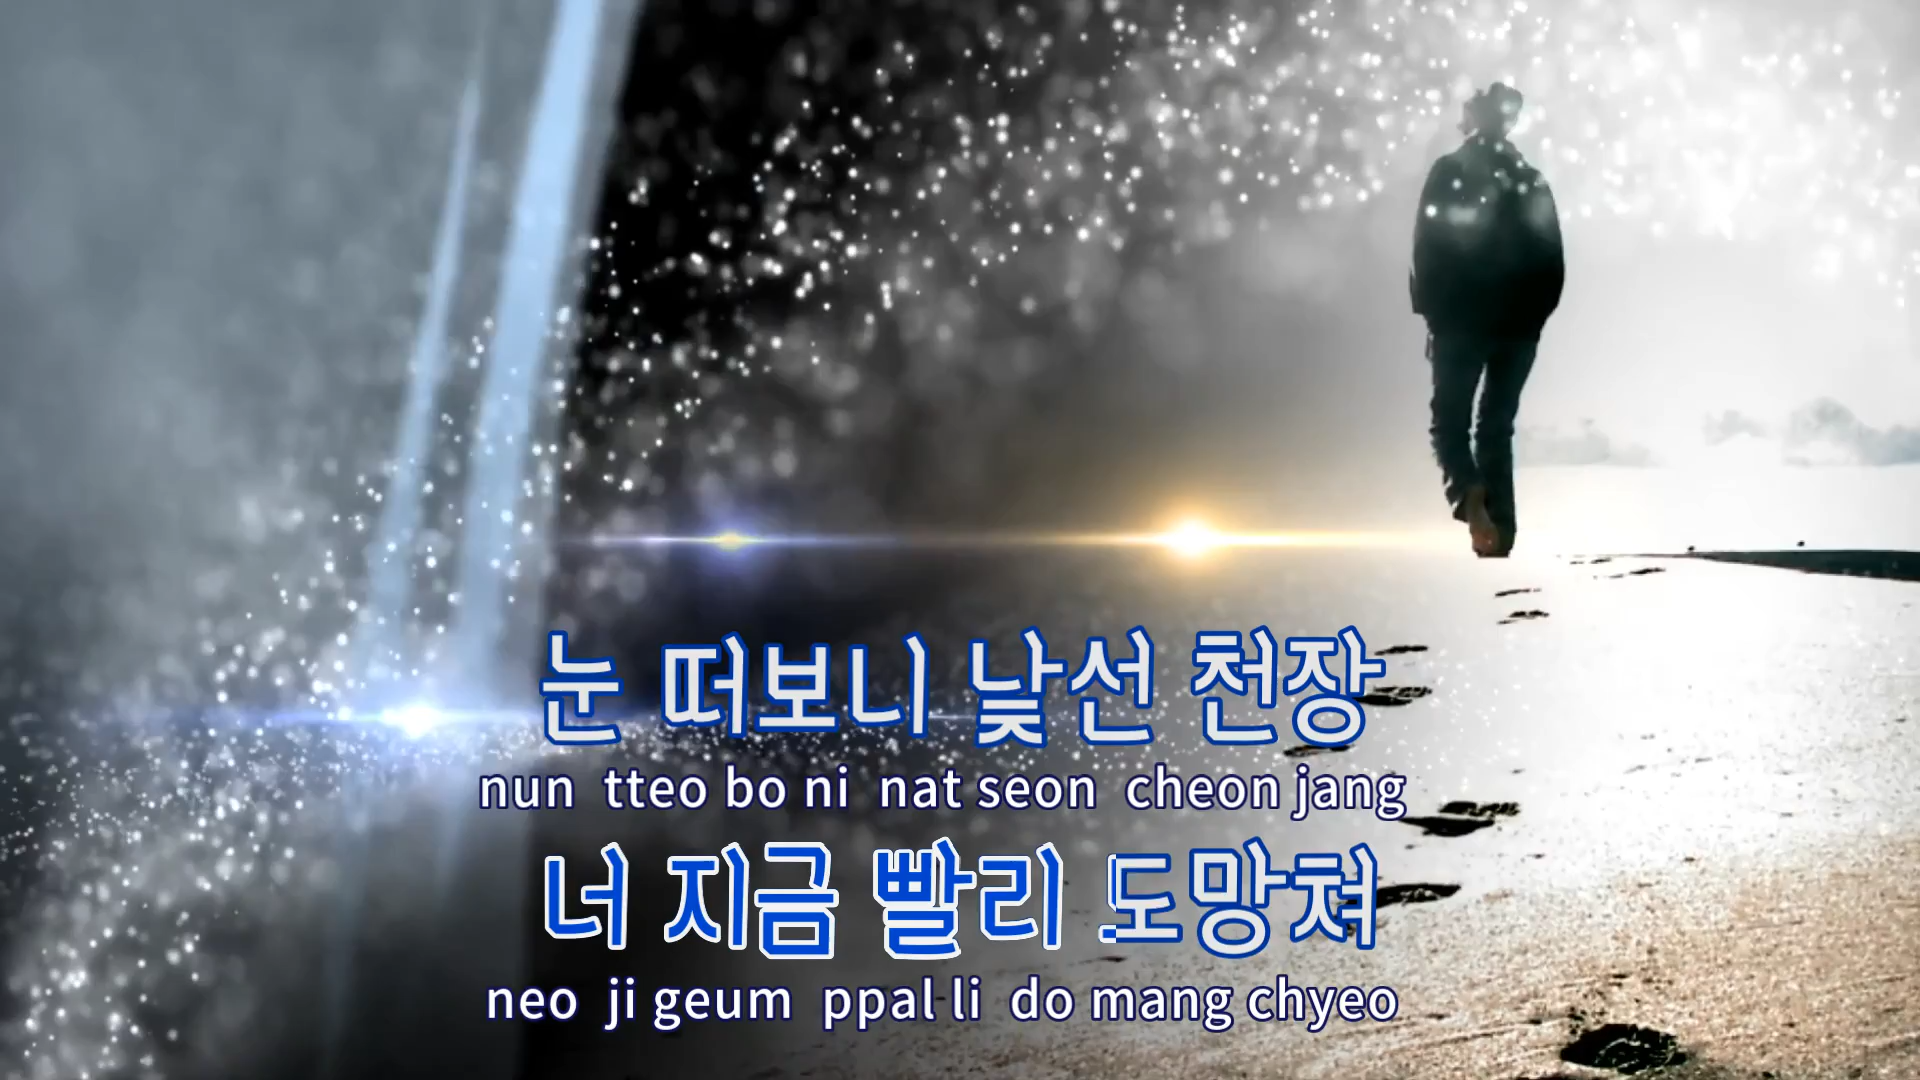 눈 떠보니 낯선 천장
nun tteo bo ni nat seon cheon jang
너 지금 빨리 도망쳐
neo ji geum ppal li do mang chyeo